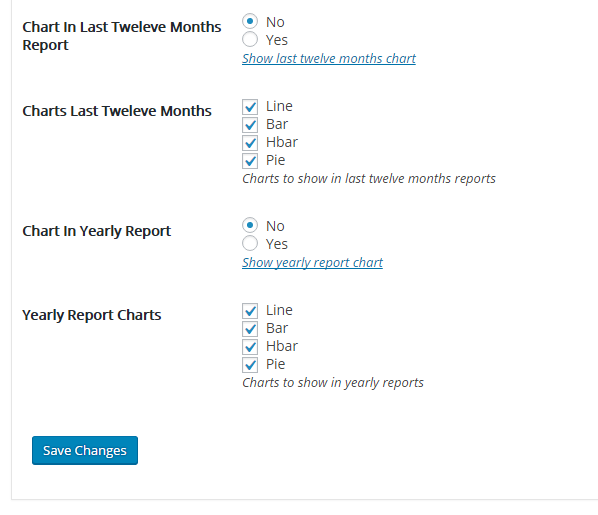 Chart In Last Tweleve Months
Report
No
Yes
Show last twelve months chart
Charts Last Tweleve Months
Line
Bar
Hbar
Pie
Charts to show in last twelve months reports
Chart In Yearly Report
No
Yes
Show yearly report chart
Yearly Report Charts
Line
Bar
Hbar
Pie
Charts to show in yearly reports
Save Changes